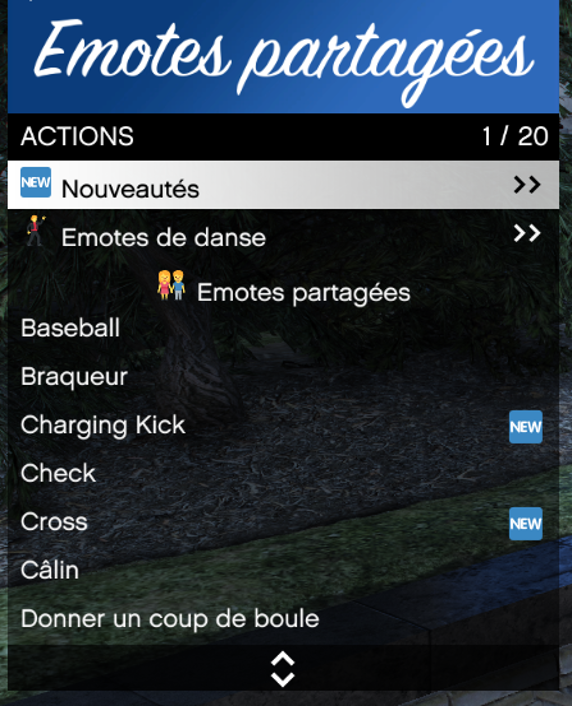 Emotes partagées
ACTIONS 1 / 20
NEW Nouveautés >>
Emotes de danse >>
Emotes partagées
Baseball
Braqueur
Charging Kick NEW
Check
Cross NEW
Câlin
Donner un coup de boule